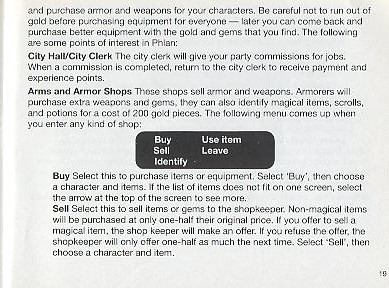 and purchase armor and weapons for your characters. Be careful not to run out of
gold before purchasing equipment for everyone — later you can come back and
purchase better equipment with the gold and gems that you find. The following
are some points of interest in Phlan:
City Hall/City Clerk The city clerk will give your party commissions for jobs.
When a commission is completed, return to the city clerk to receive payment and
experience points.
Arms and Armor Shops These shops sell armor and weapons. Armorers will
purchase extra weapons and gems, they can also identify magical items, scrolls,
and potions for a cost of 200 gold pieces. The following menu comes up when
you enter any kind of shop:
Buy Use item
Sell Leave
Identify
Buy Select this to purchase items or equipment. Select 'Buy', then choose
a character and items. If the list of items does not fit on one screen, select
the arrow at the top of the screen to see more.
Sell Select this to sell items or gems to the shopkeeper. Non-magical items
will be purchased at only one-half their original price. If you offer to sell a
magical item, the shop keeper will make an offer. If you refuse the offer, the
shopkeeper will only offer one-half as much the next time. Select 'Sell', then
choose a character and item.
19